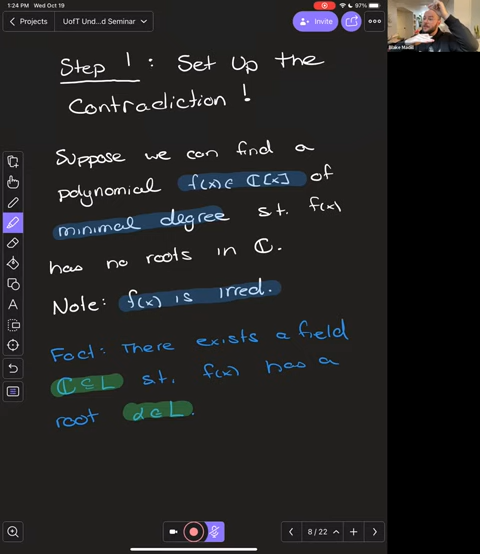 1:24 PM Wed Oct 19
97%
Projects
UofT Und...d Seminar
Invite
Blake Madill
Step 1: Set Up the
Contradiction!
Suppose we can find a
polynomial f(x) ∈ ℂ[x] of
minimal degree s.t. f(x)
has no roots in ℂ.
Note: f(x) is irred.
Fact: There exists a field
ℂ ⊆ L s.t. f(x) has a
root α ∈ L.
A
8 / 22